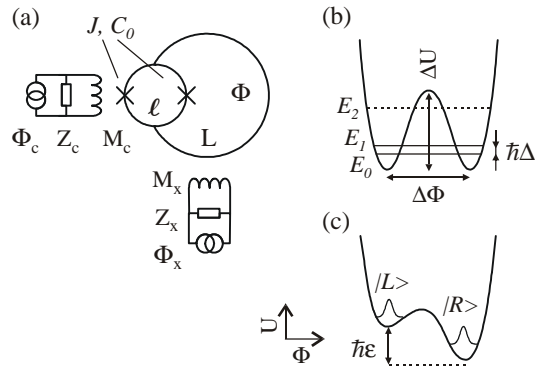 (a)
J, C₀
Φ
ℓ
Φc Zc Mc
L
Mx
Zx
Φx
(b)
ΔU
E₂
E₁
E₀
ħΔ
ΔΦ
(c)
|L>
|R>
U
Φ
ħε